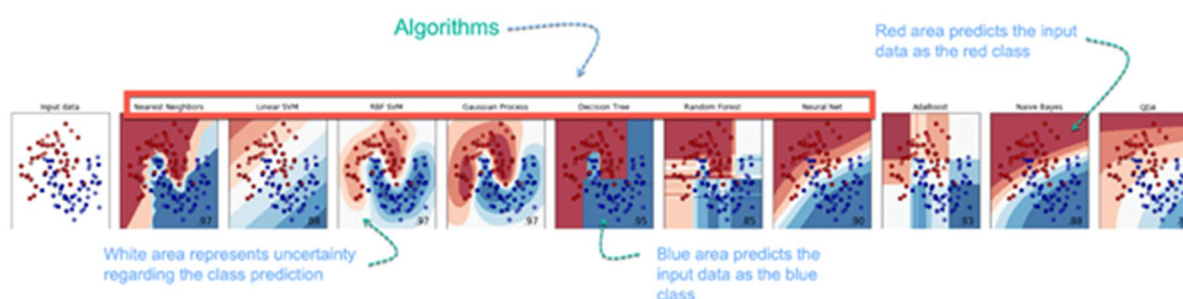 Algorithms
Red area predicts the input
data as the red class
Input data
Nearest Neighbors
Linear SVM
RBF SVM
Gaussian Process
Decision Tree
Random Forest
Neural Net
AdaBoost
Naive Bayes
QDA
.97
.89
.97
.97
.95
.85
.90
.93
.88
White area represents uncertainty
regarding the class prediction
Blue area predicts the
input data as the blue
class